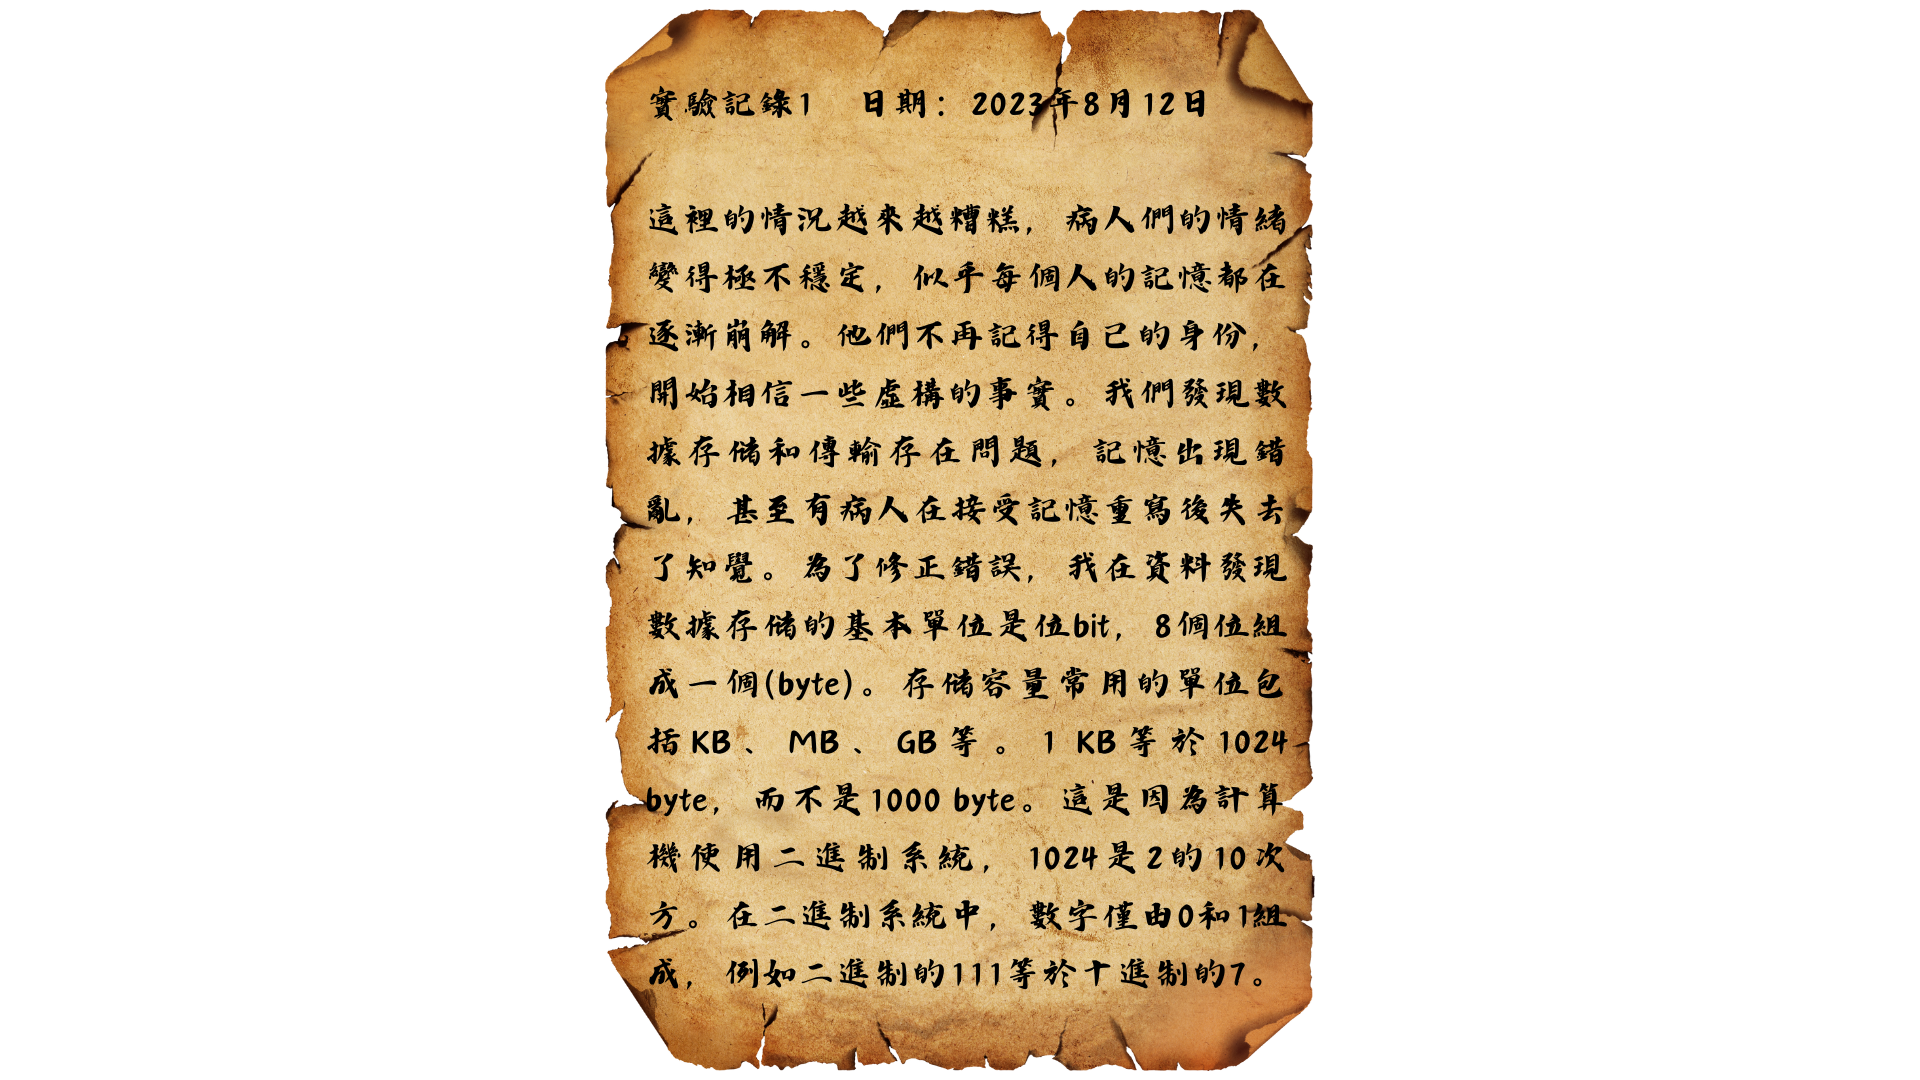 實驗記錄1 日期：2023年8月12日
這裡的情況越來越糟糕，病人們的情緒
變得極不穩定，似乎每個人的記憶都在
逐漸崩解。他們不再記得自己的身份，
開始相信一些虛構的事實。我們發現數
據存储和傳輸存在問題，記憶出現錯
亂，甚至有病人在接受記憶重寫後失去
了知覺。為了修正錯誤，我在資料發現
數據存储的基本單位是位bit，8個位組
成一個(byte)。存储容量常用的單位包
括KB、MB、GB等。1 KB等於1024
byte，而不是1000 byte。這是因為計算
機使用二進制系統，1024是2的10次
方。在二進制系統中，數字僅由0和1組
成，例如二進制的111等於十進制的7。